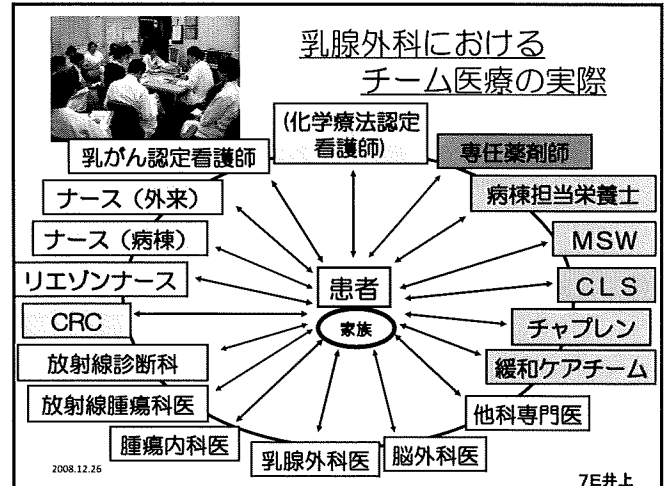 乳腺外科における
チーム医療の実際
(化学療法認定
看護師)
乳がん認定看護師
専任薬剤師
ナース（外来）
病棟担当栄養士
ナース（病棟）
MSW
リエゾンナース
患者
CLS
CRC
家族
チャプレン
放射線診断科
緩和ケアチーム
放射線腫瘍科医
他科専門医
腫瘍内科医
乳腺外科医
脳外科医
2008.12.26
7E井上